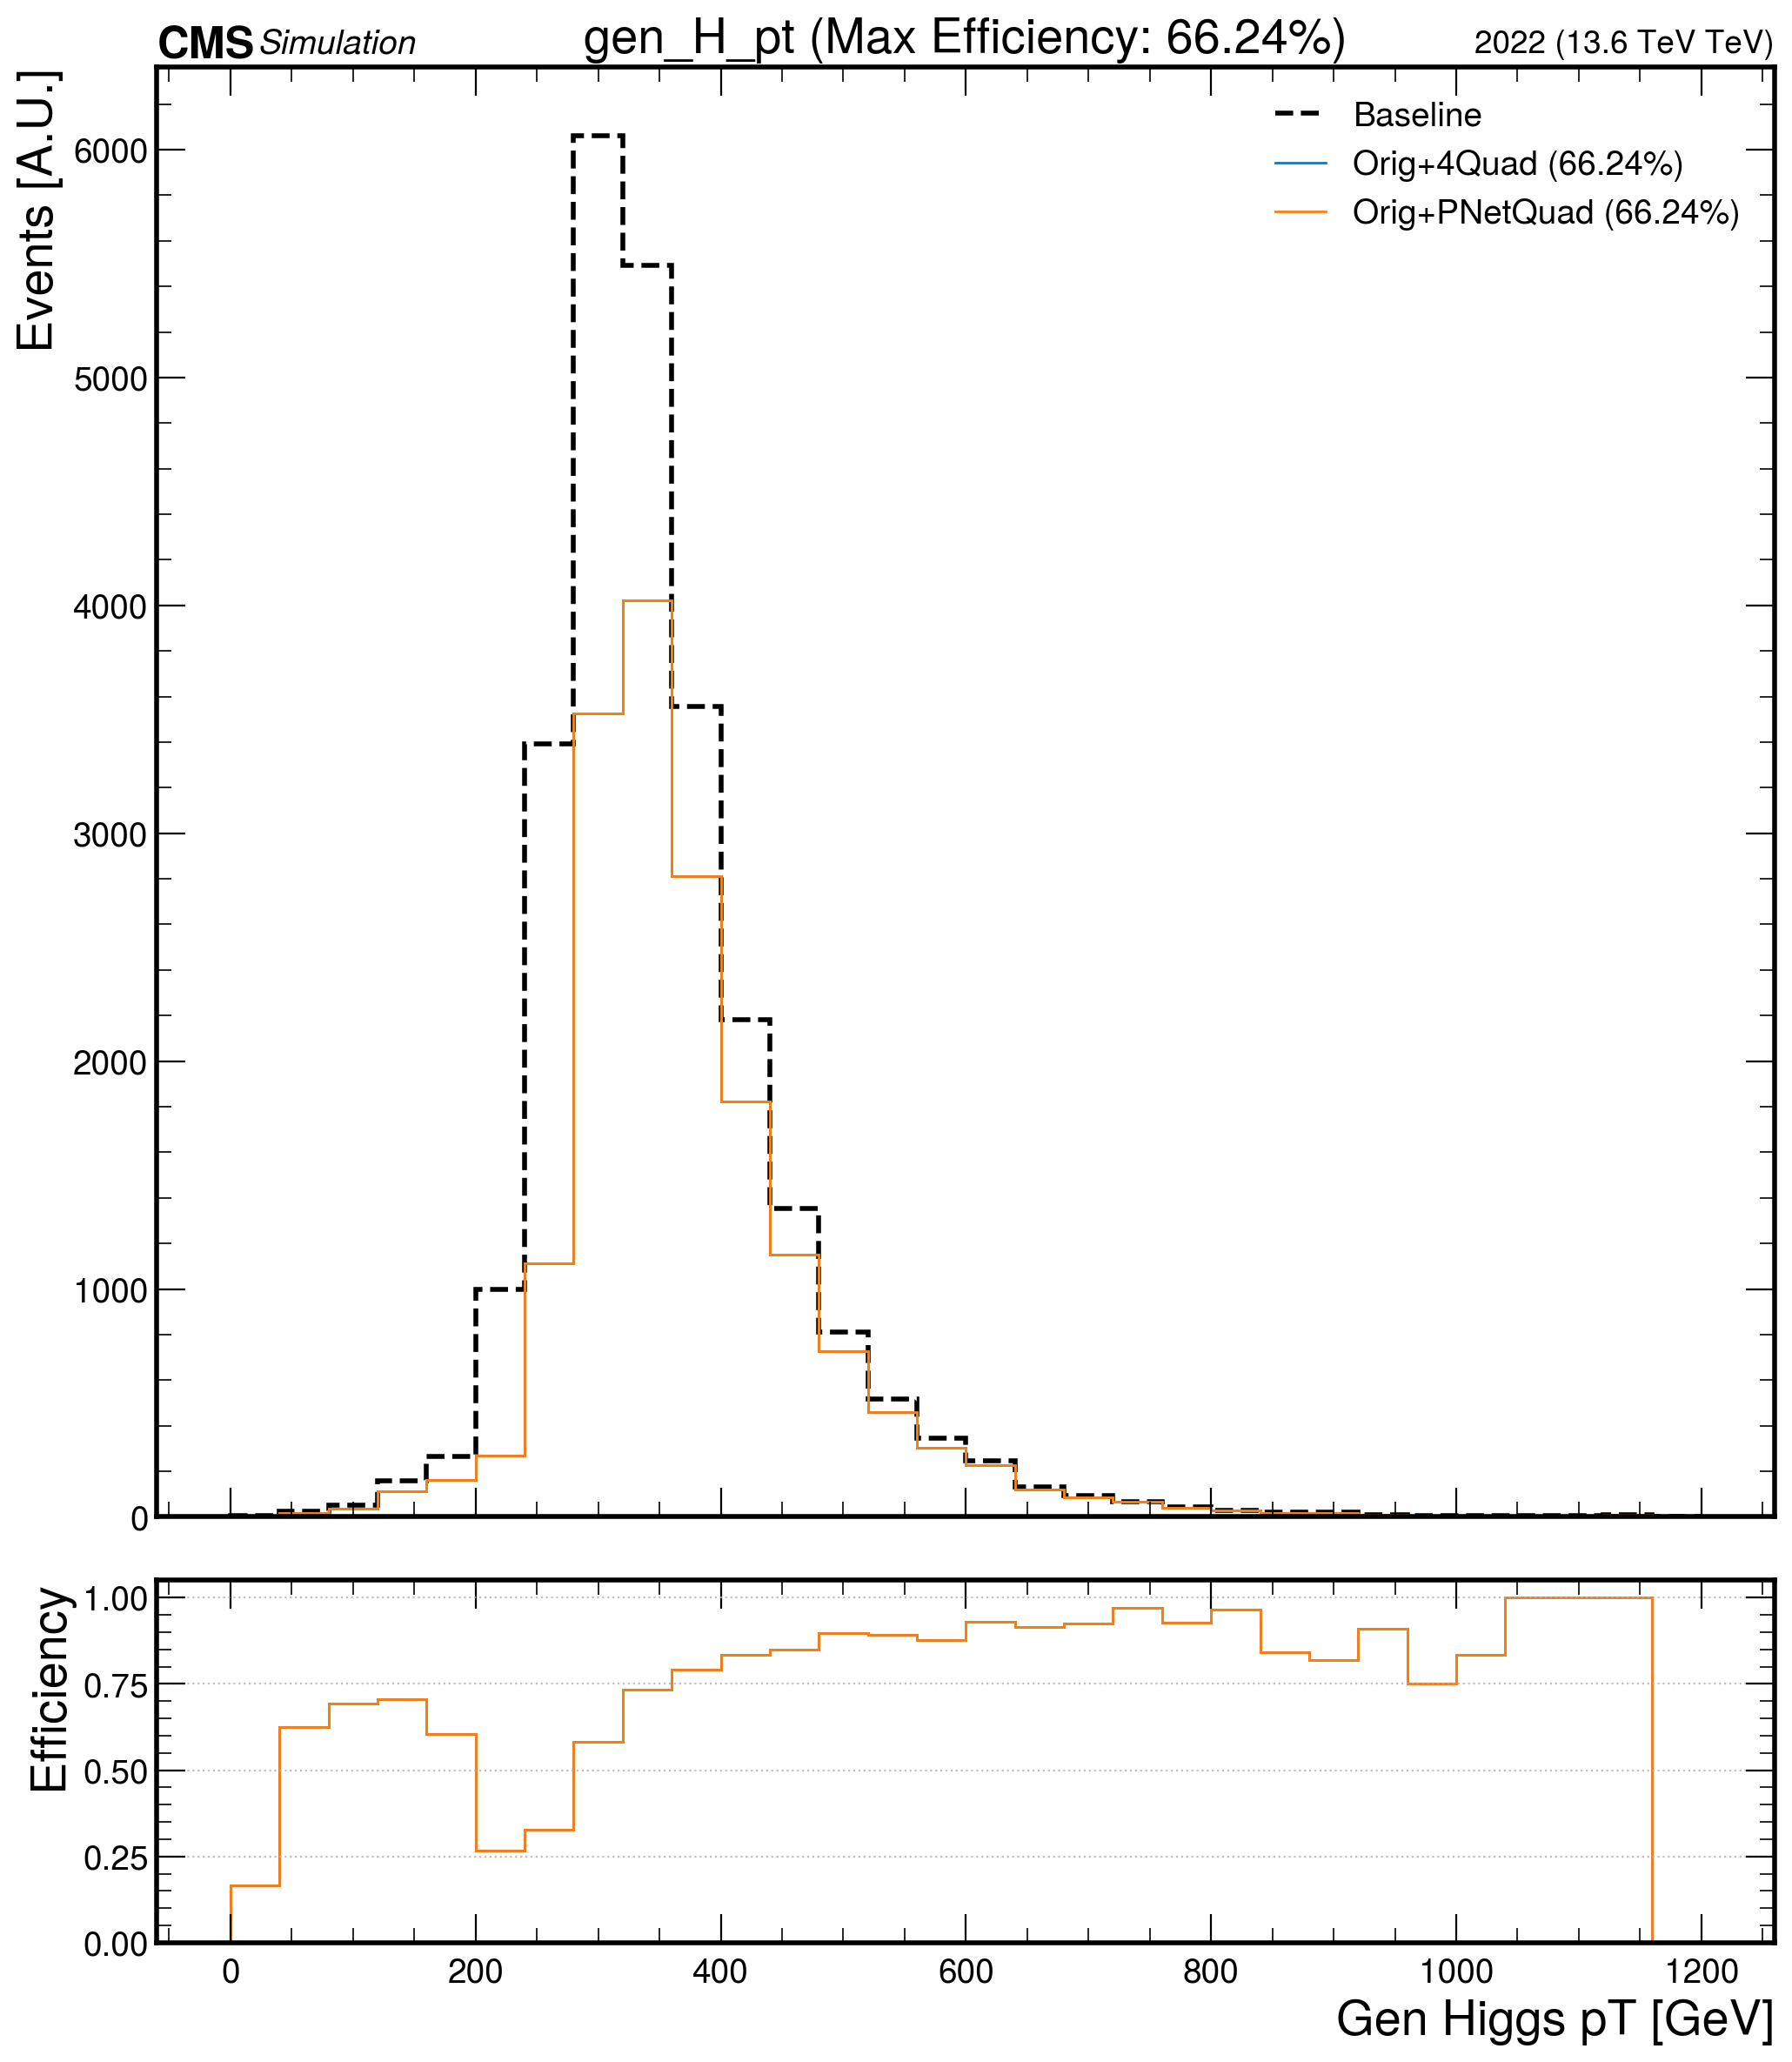 CMS Simulation gen_H_pt (Max Efficiency: 66.24%) 2022 (13.6 TeV TeV)
Events [A.U.]
Baseline
Orig+4Quad (66.24%)
Orig+PNetQuad (66.24%)
6000
5000
4000
3000
2000
1000
0
Efficiency
1.00
0.75
0.50
0.25
0.00
0 200 400 600 800 1000 1200
Gen Higgs pT [GeV]